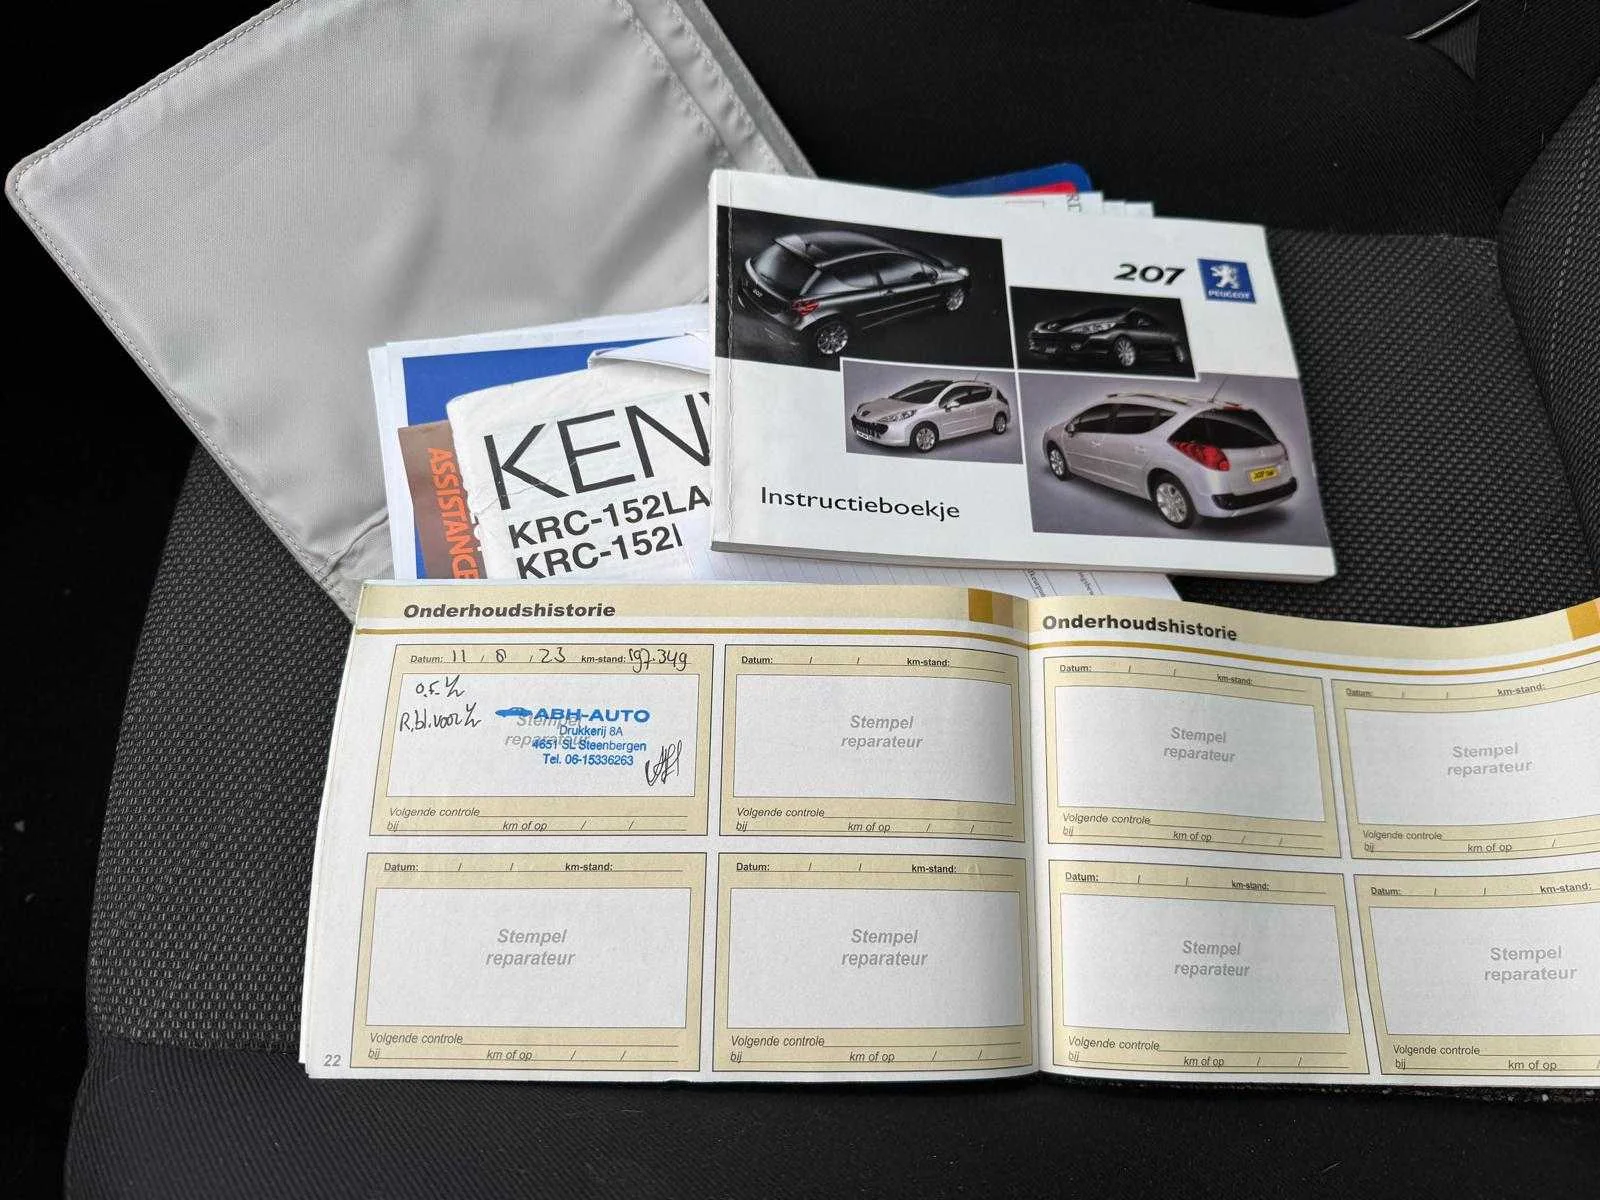 207
PEUGEOT
Instructieboekje
ASSISTANCE
KENW
KRC-152LA
KRC-152
Onderhoudshistorie
Datum: 11 / 8 / 23 km-stand: 197.349
ABH-AUTO
Drukkerij 8A
4651 SL Steenbergen
Tel. 06-15336263
Stempel
reparateur
Volgende controle
bij km of op / /
Datum: / / km-stand:
Stempel
reparateur
Volgende controle
bij km of op / /
Datum: / / km-stand:
Stempel
reparateur
Volgende controle
bij km of op / /
Datum: / / km-stand:
Stempel
reparateur
Volgende controle
bij km of op / /
22
Onderhoudshistorie
Datum: / / km-stand:
Stempel
reparateur
Volgende controle
bij km of op / /
Datum: / / km-stand:
Stempel
reparateur
Volgende controle
bij km of op /
Datum: / / km-stand:
Stempel
reparateur
Volgende controle
bij km of op / /
Datum: / / km-stand:
Stempel
reparateur
Volgende controle
bij km of op /